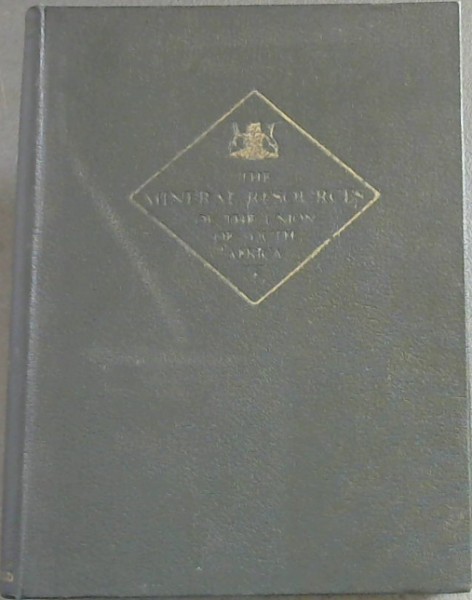 THE
MINERAL RESOURCES
OF THE UNION
OF SOUTH
AFRICA